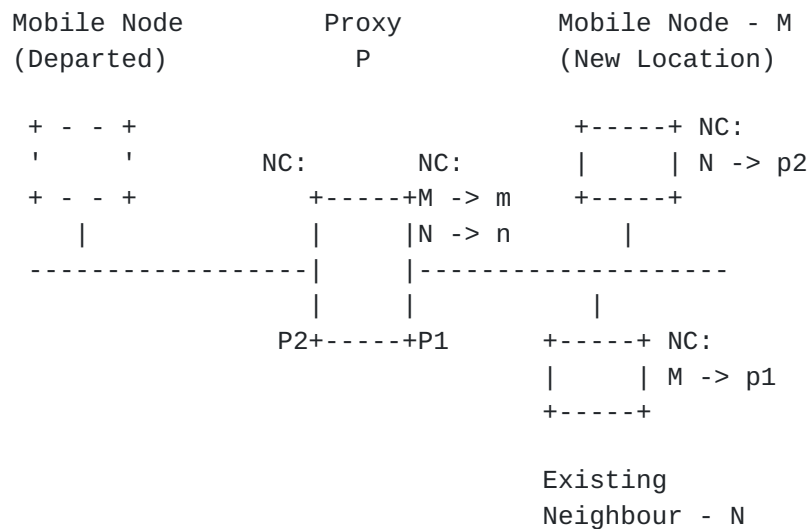 Mobile Node          Proxy          Mobile Node - M
(Departed)             P            (New Location)

 + - - +                             +-----+ NC:
 '     '        NC:       NC:        |     | N -> p2
 + - - +           +-----+M -> m     +-----+
    |              |     |N -> n        |
 ------------------|     |---------------------
                   |     |            |
                 P2+-----+P1       +-----+ NC:
                                   |     | M -> p1
                                   +-----+

                                   Existing
                                   Neighbour - N